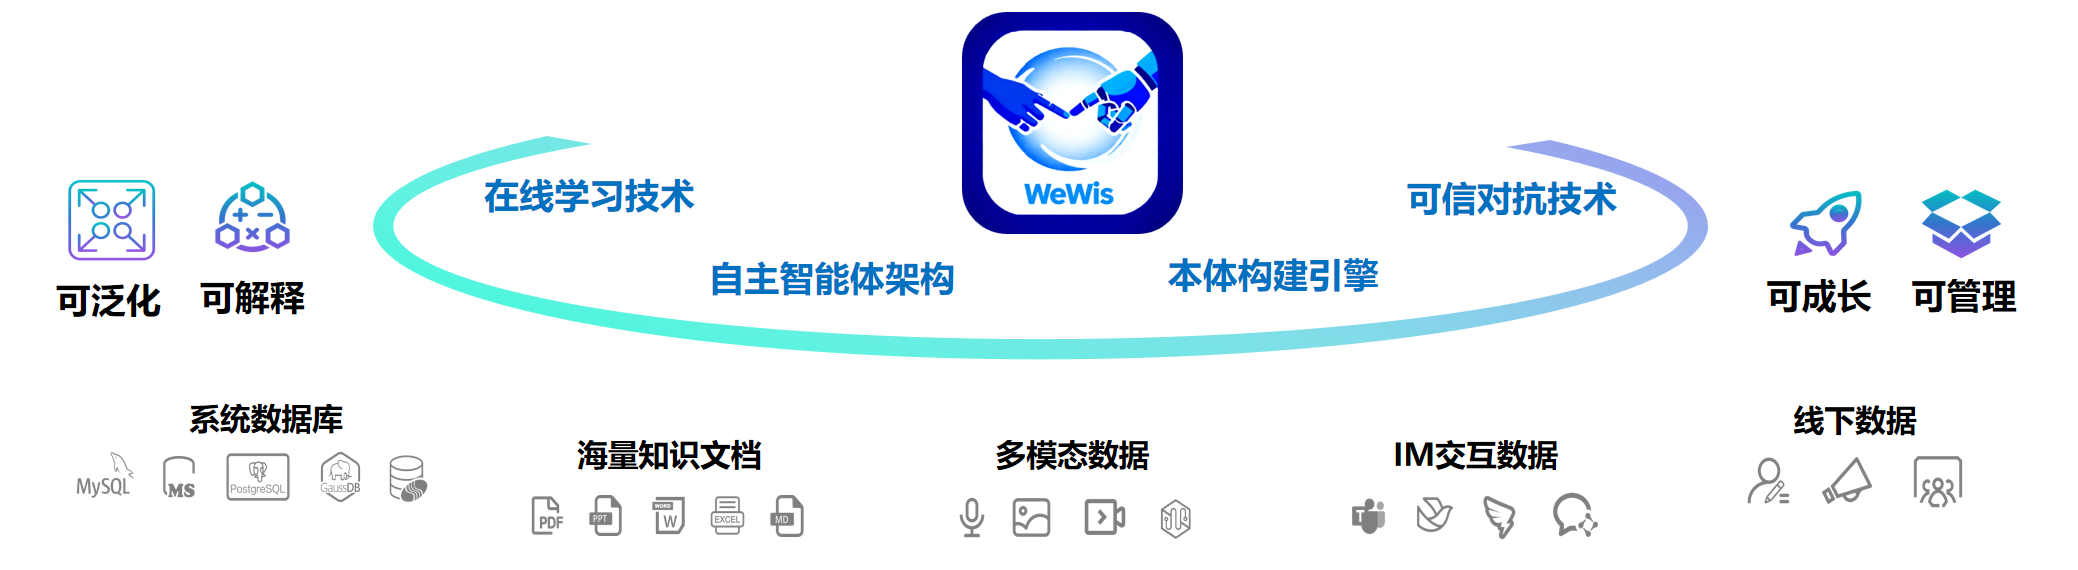 WeWis
在线学习技术
可信对抗技术
自主智能体架构
本体构建引擎
可泛化
可解释
可成长
可管理
系统数据库
MySQL
MS
PostgreSQL
GaussDB
海量知识文档
PDF
PPT
WORD
W
EXCEL
MD
多模态数据
IM交互数据
T
线下数据